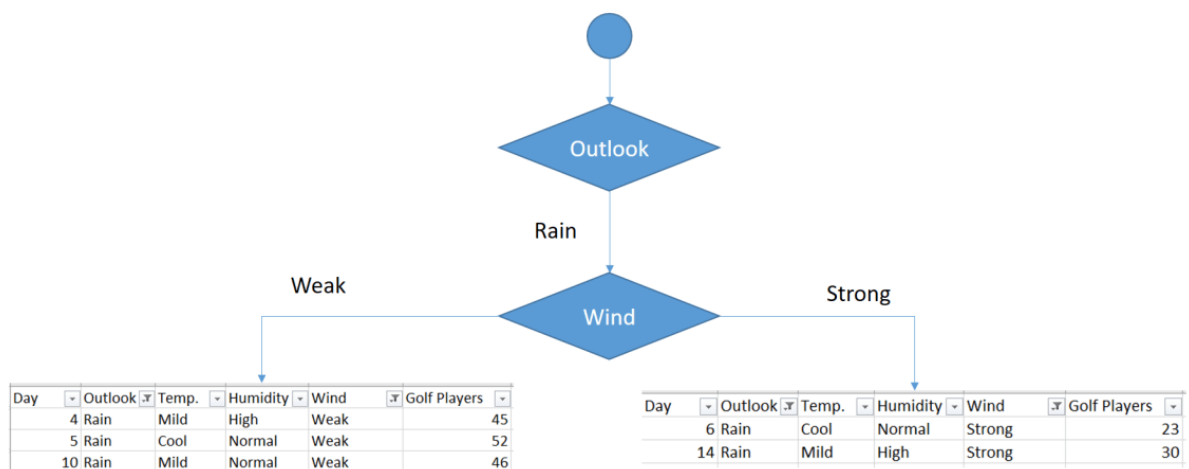 Outlook
Rain
Weak
Strong
Wind
Day Outlook Temp. Humidity Wind Golf Players
4 Rain Mild High Weak 45
5 Rain Cool Normal Weak 52
10 Rain Mild Normal Weak 46
Day Outlook Temp. Humidity Wind Golf Players
6 Rain Cool Normal Strong 23
14 Rain Mild High Strong 30